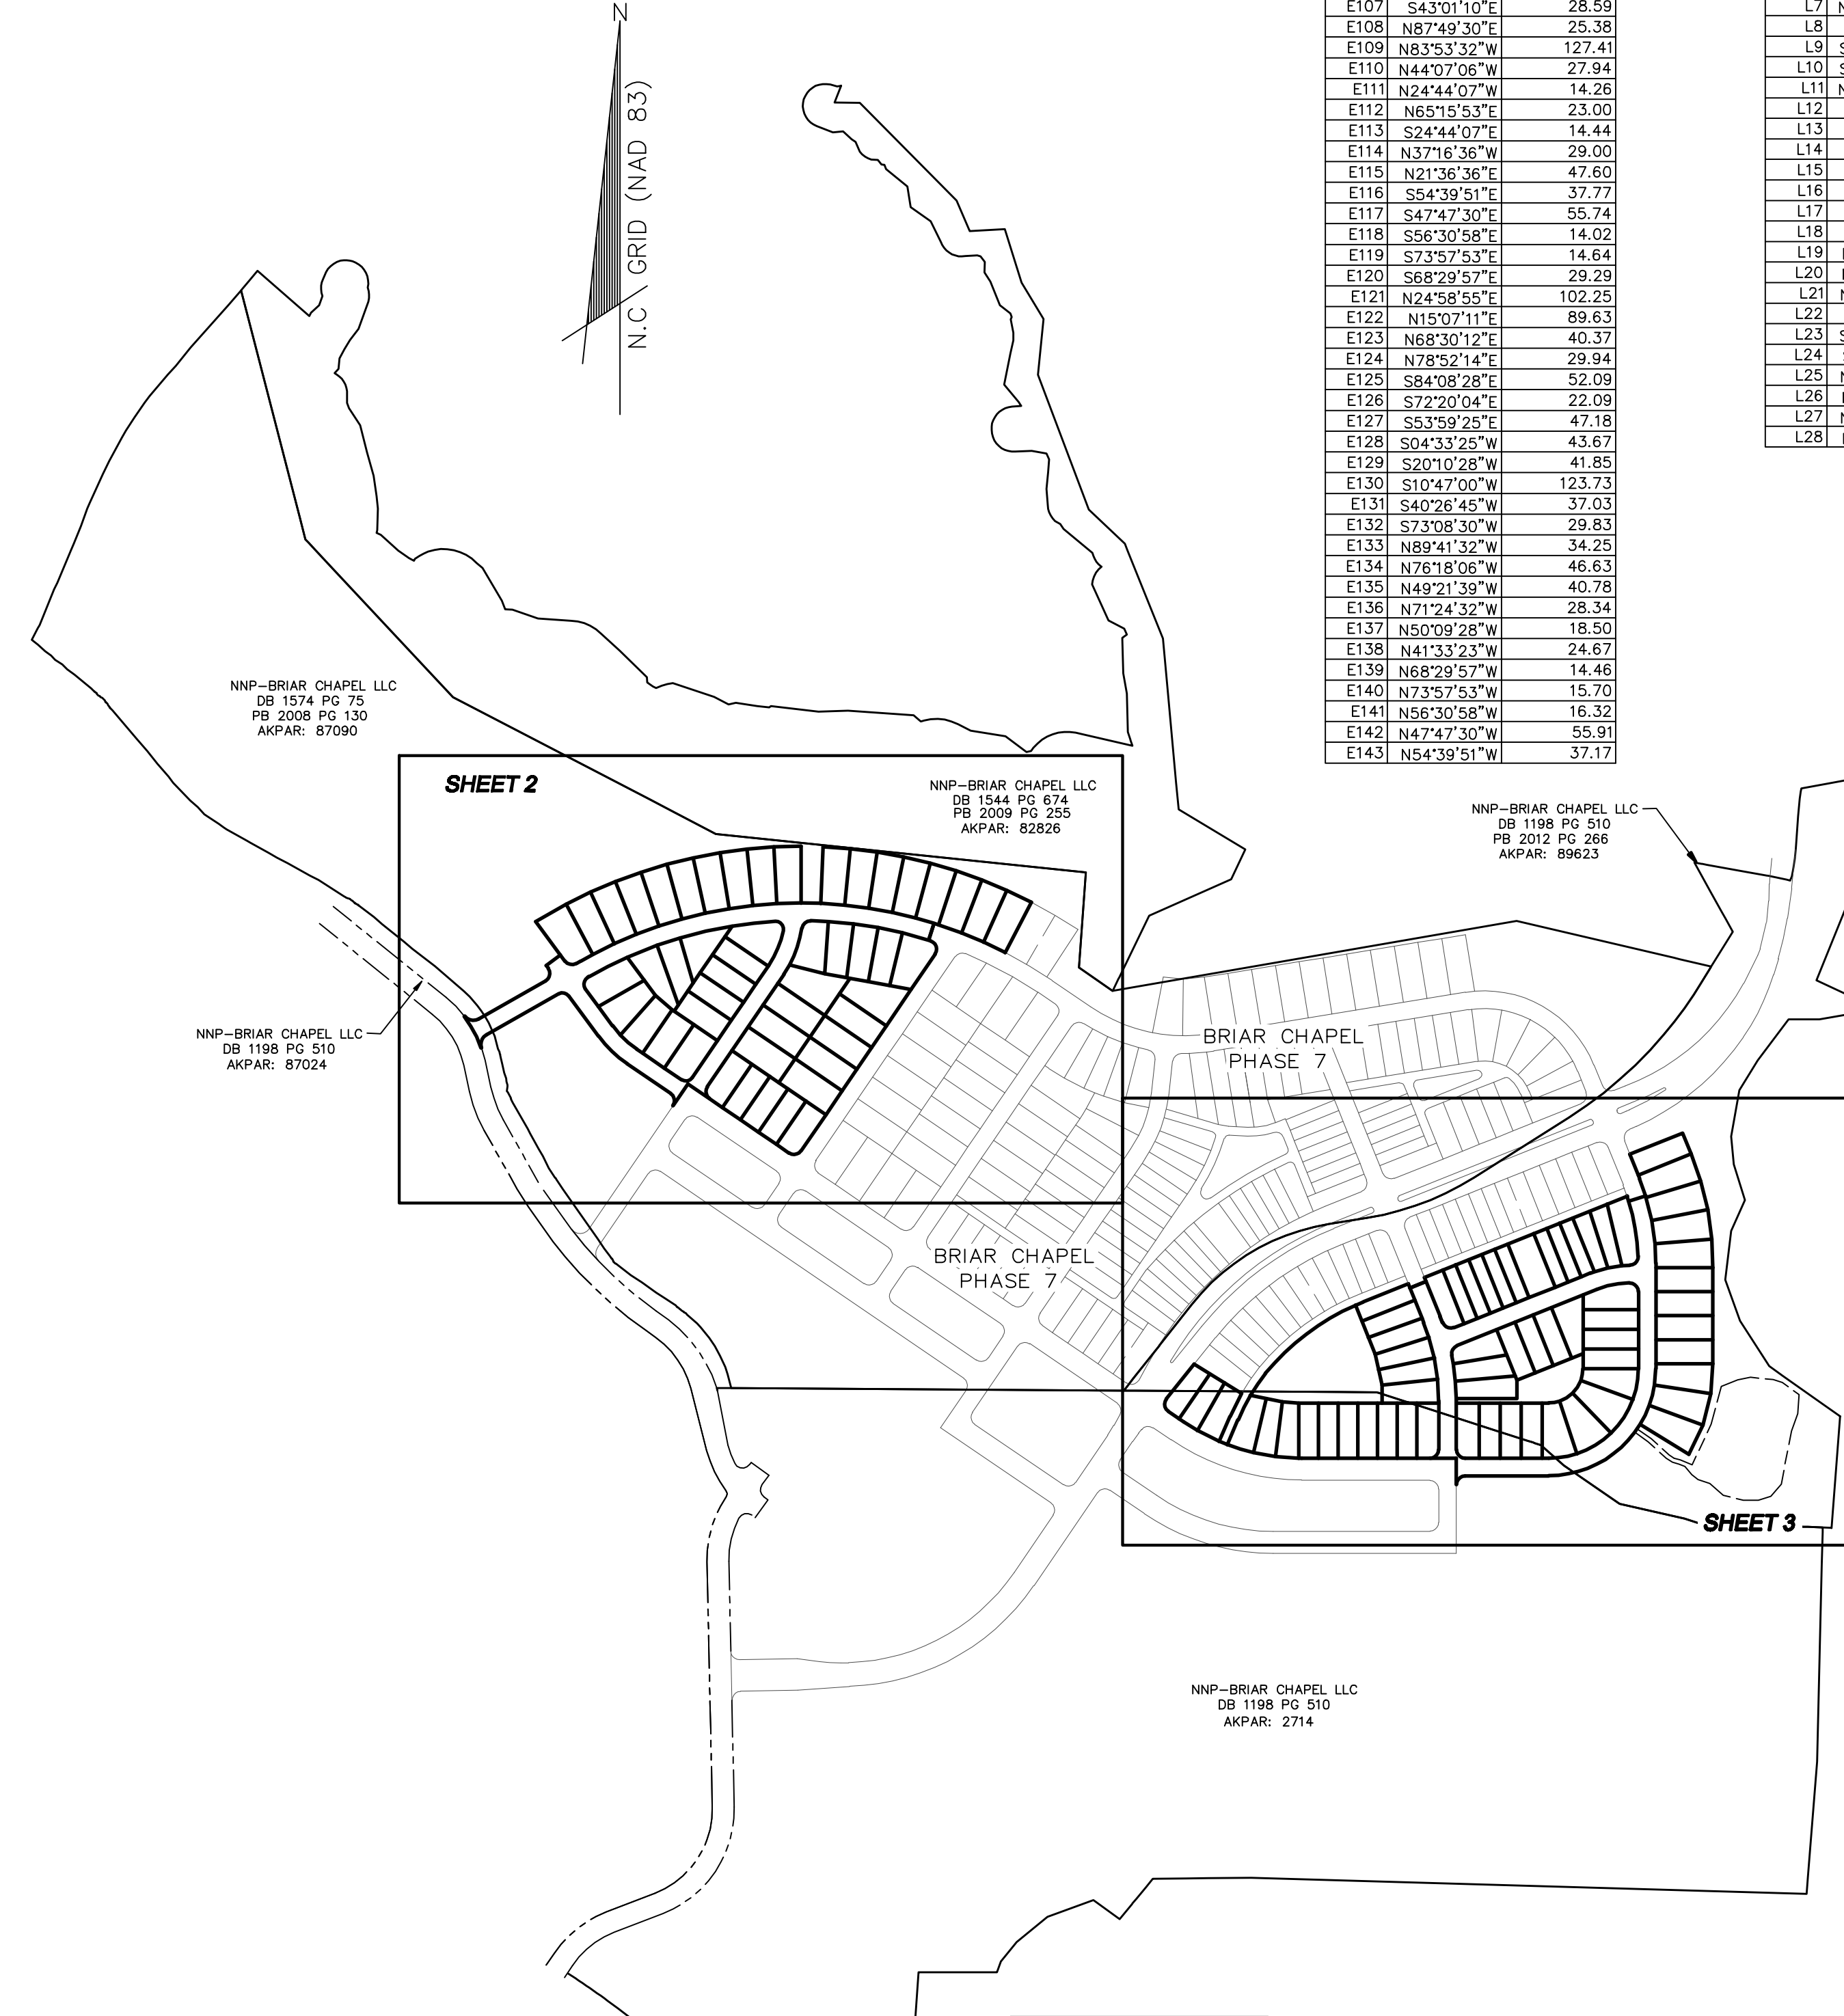 N
N.C GRID (NAD 83)
E107 S43°01'10"E 28.59
E108 N87°49'30"E 25.38
E109 N83°53'32"W 127.41
E110 N44°07'06"W 27.94
E111 N24°44'07"W 14.26
E112 N65°15'53"E 23.00
E113 S24°44'07"E 14.44
E114 N37°16'36"W 29.00
E115 N21°36'36"E 47.60
E116 S54°39'51"E 37.77
E117 S47°47'30"E 55.74
E118 S56°30'58"E 14.02
E119 S73°57'53"E 14.64
E120 S68°29'57"E 29.29
E121 N24°58'55"E 102.25
E122 N15°07'11"E 89.63
E123 N68°30'12"E 40.37
E124 N78°52'14"E 29.94
E125 S84°08'28"E 52.09
E126 S72°20'04"E 22.09
E127 S53°59'25"E 47.18
E128 S04°33'25"W 43.67
E129 S20°10'28"W 41.85
E130 S10°47'00"W 123.73
E131 S40°26'45"W 37.03
E132 S73°08'30"W 29.83
E133 N89°41'32"W 34.25
E134 N76°18'06"W 46.63
E135 N49°21'39"W 40.78
E136 N71°24'32"W 28.34
E137 N50°09'28"W 18.50
E138 N41°33'23"W 24.67
E139 N68°29'57"W 14.46
E140 N73°57'53"W 15.70
E141 N56°30'58"W 16.32
E142 N47°47'30"W 55.91
E143 N54°39'51"W 37.17
L7 N
L8
L9 S
L10 S
L11 N
L12
L13
L14
L15
L16
L17
L18
L19
L20
L21 N
L22
L23 S
L24
L25 N
L26
L27 N
L28
NNP-BRIAR CHAPEL LLC
DB 1574 PG 75
PB 2008 PG 130
AKPAR: 87090
SHEET 2
NNP-BRIAR CHAPEL LLC
DB 1544 PG 674
PB 2009 PG 255
AKPAR: 82826
NNP-BRIAR CHAPEL LLC
DB 1198 PG 510
PB 2012 PG 266
AKPAR: 89623
NNP-BRIAR CHAPEL LLC
DB 1198 PG 510
AKPAR: 87024
BRIAR CHAPEL
PHASE 7
BRIAR CHAPEL
PHASE 7
SHEET 3
NNP-BRIAR CHAPEL LLC
DB 1198 PG 510
AKPAR: 2714